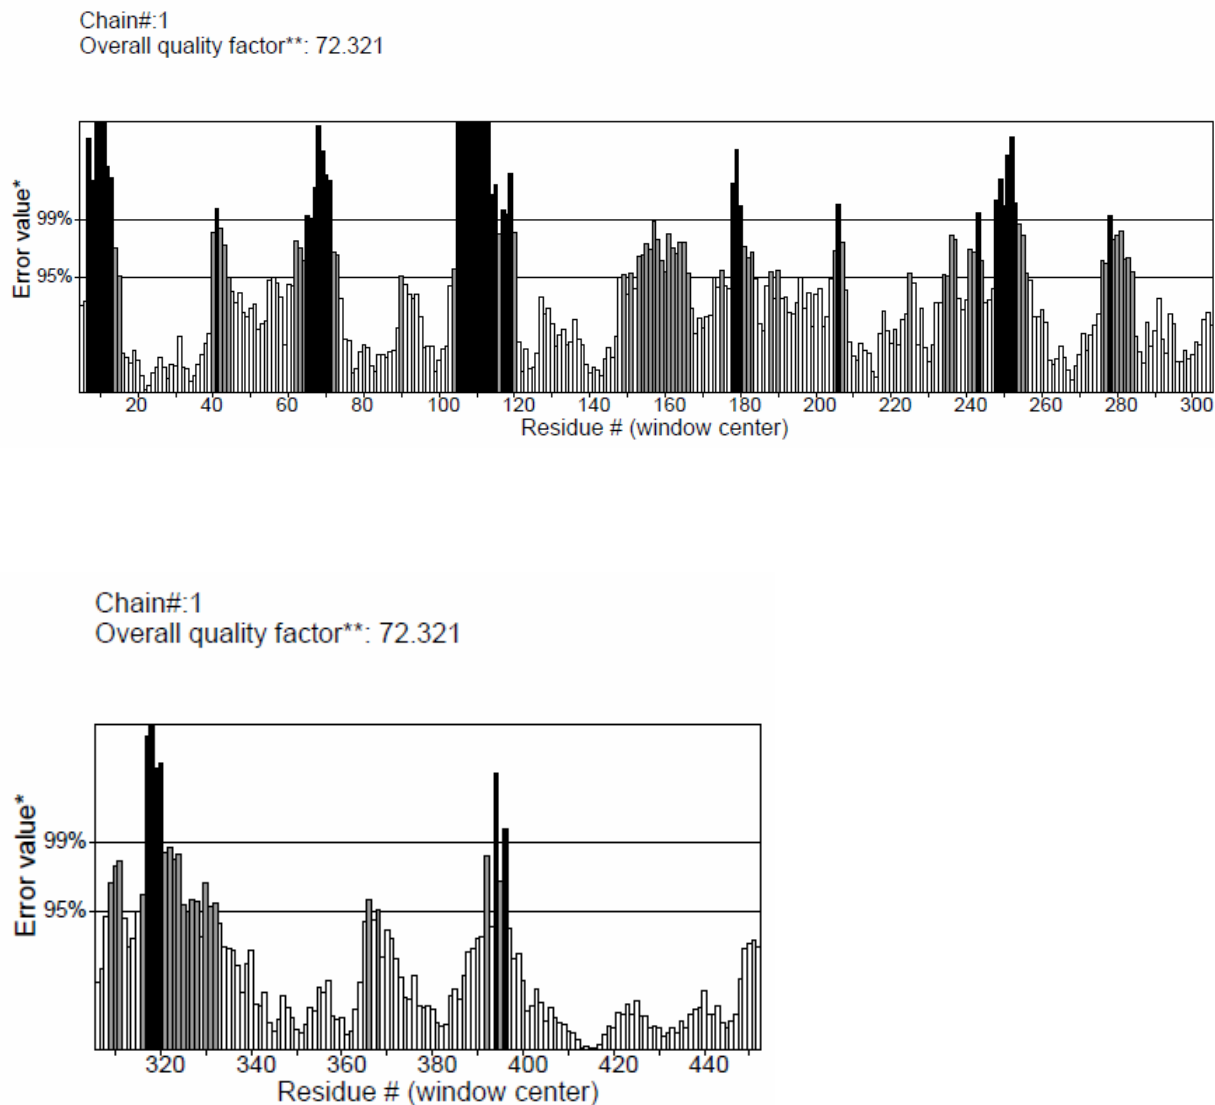 Chain#:1
Overall quality factor**: 72.321
Error value*
99%
95%
20 40 60 80 100 120 140 160 180 200 220 240 260 280 300
Residue # (window center)
Chain#:1
Overall quality factor**: 72.321
Error value*
99%
95%
320 340 360 380 400 420 440
Residue # (window center)